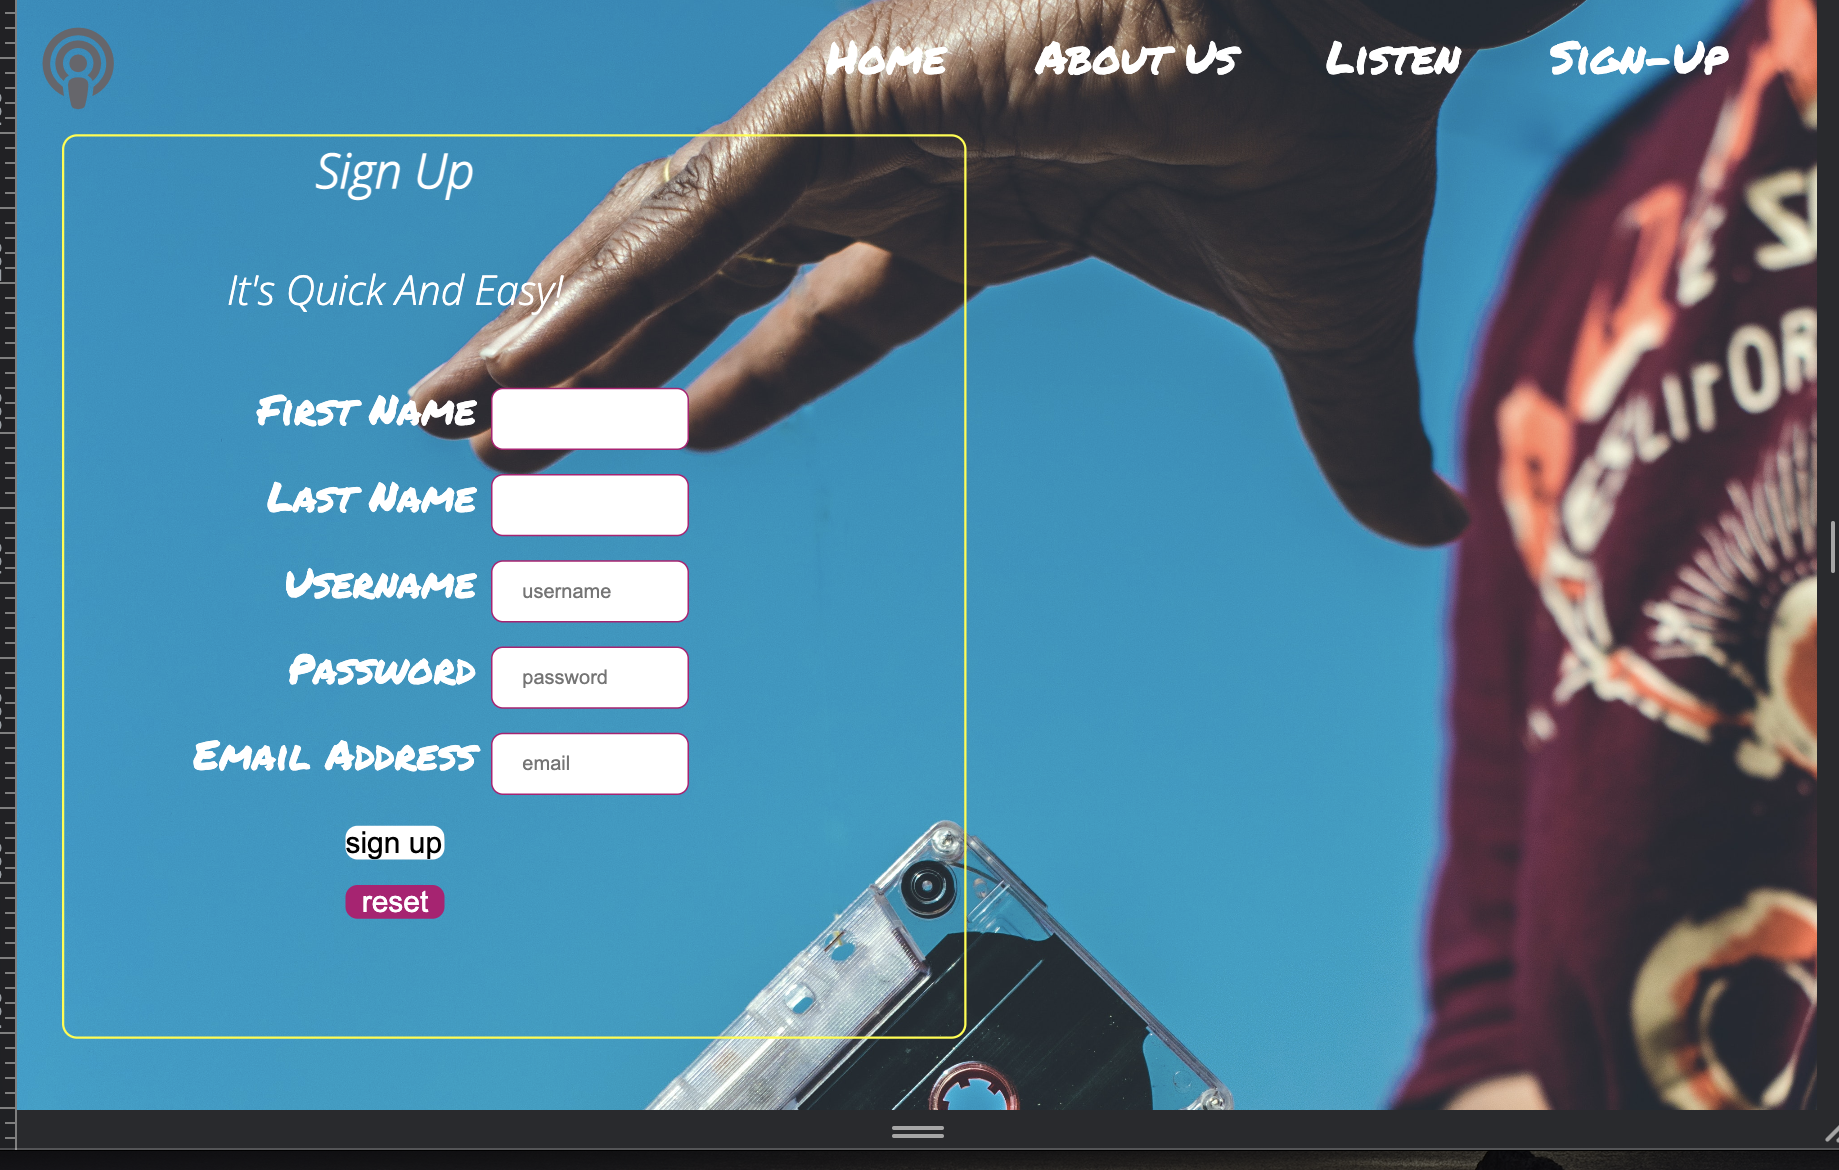 Home About Us Listen Sign-Up
Sign Up
It's Quick And Easy!
First Name
Last Name
Username username
Password password
Email Address email
sign up
reset